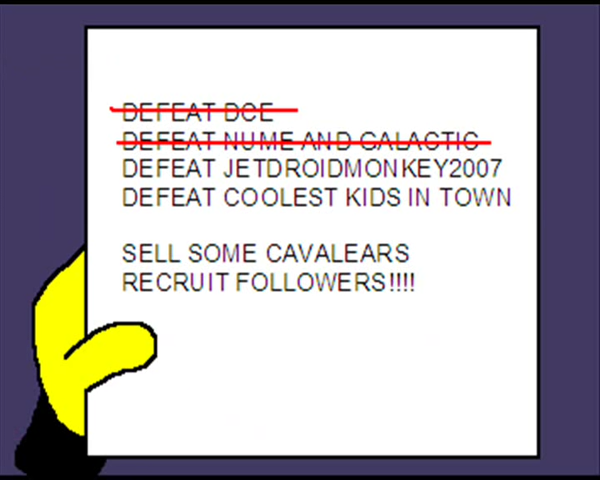 DEFEAT DCE
DEFEAT NUME AND GALACTIC
DEFEAT JETDROIDMONKEY2007
DEFEAT COOLEST KIDS IN TOWN
SELL SOME CAVALEARS
RECRUIT FOLLOWERS!!!!